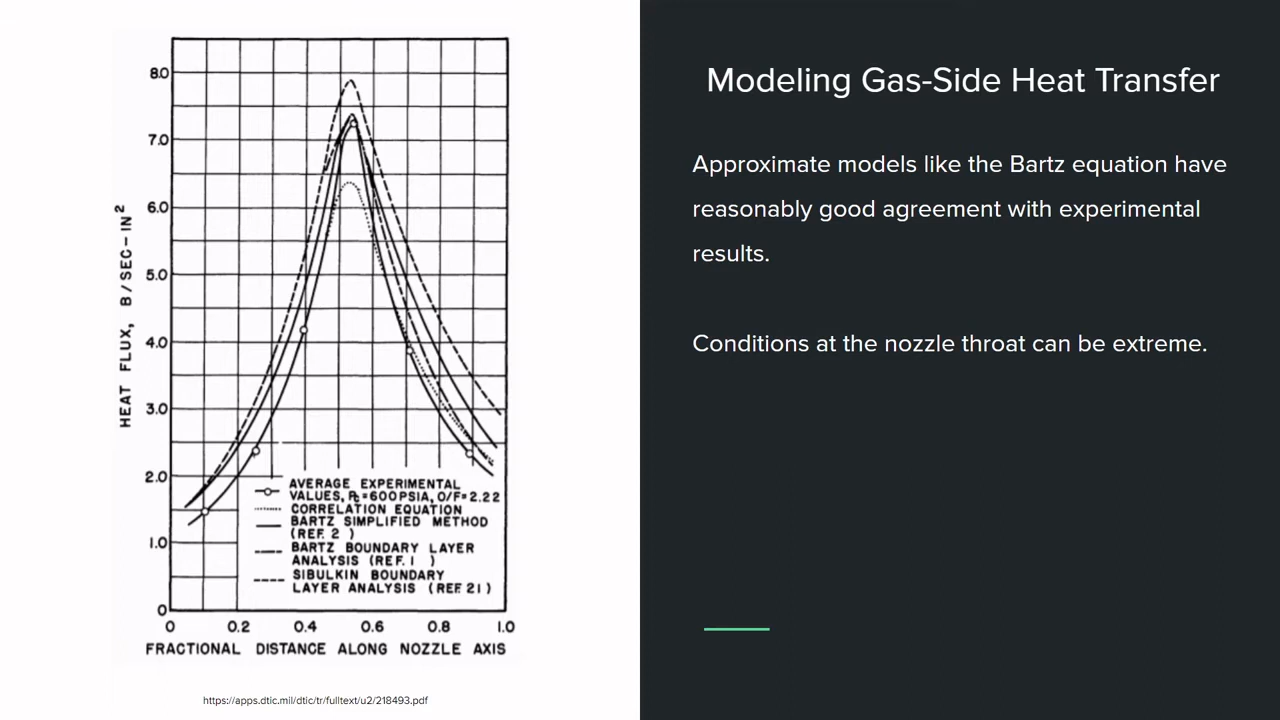 8.0
7.0
6.0
5.0
4.0
3.0
2.0
1.0
0
HEAT FLUX, B/SEC-IN²
AVERAGE EXPERIMENTAL
VALUES, Pc=600PSIA, O/F=2.22
CORRELATION EQUATION
BARTZ SIMPLIFIED METHOD
(REF. 2 )
BARTZ BOUNDARY LAYER
ANALYSIS (REF. 1 )
SIBULKIN BOUNDARY
LAYER ANALYSIS (REF. 21)
0 0.2 0.4 0.6 0.8 1.0
FRACTIONAL DISTANCE ALONG NOZZLE AXIS
https://apps.dtic.mil/dtic/tr/fulltext/u2/218493.pdf
Modeling Gas-Side Heat Transfer
Approximate models like the Bartz equation have
reasonably good agreement with experimental
results.
Conditions at the nozzle throat can be extreme.